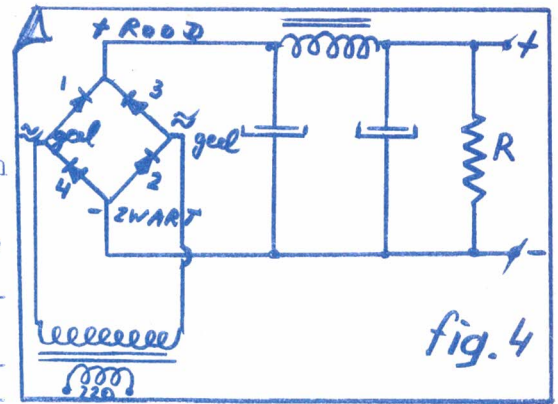 + ROOD
+
1
3
≈
≈
geel
geel
R
4
2
- ZWART
-
fig. 4
220